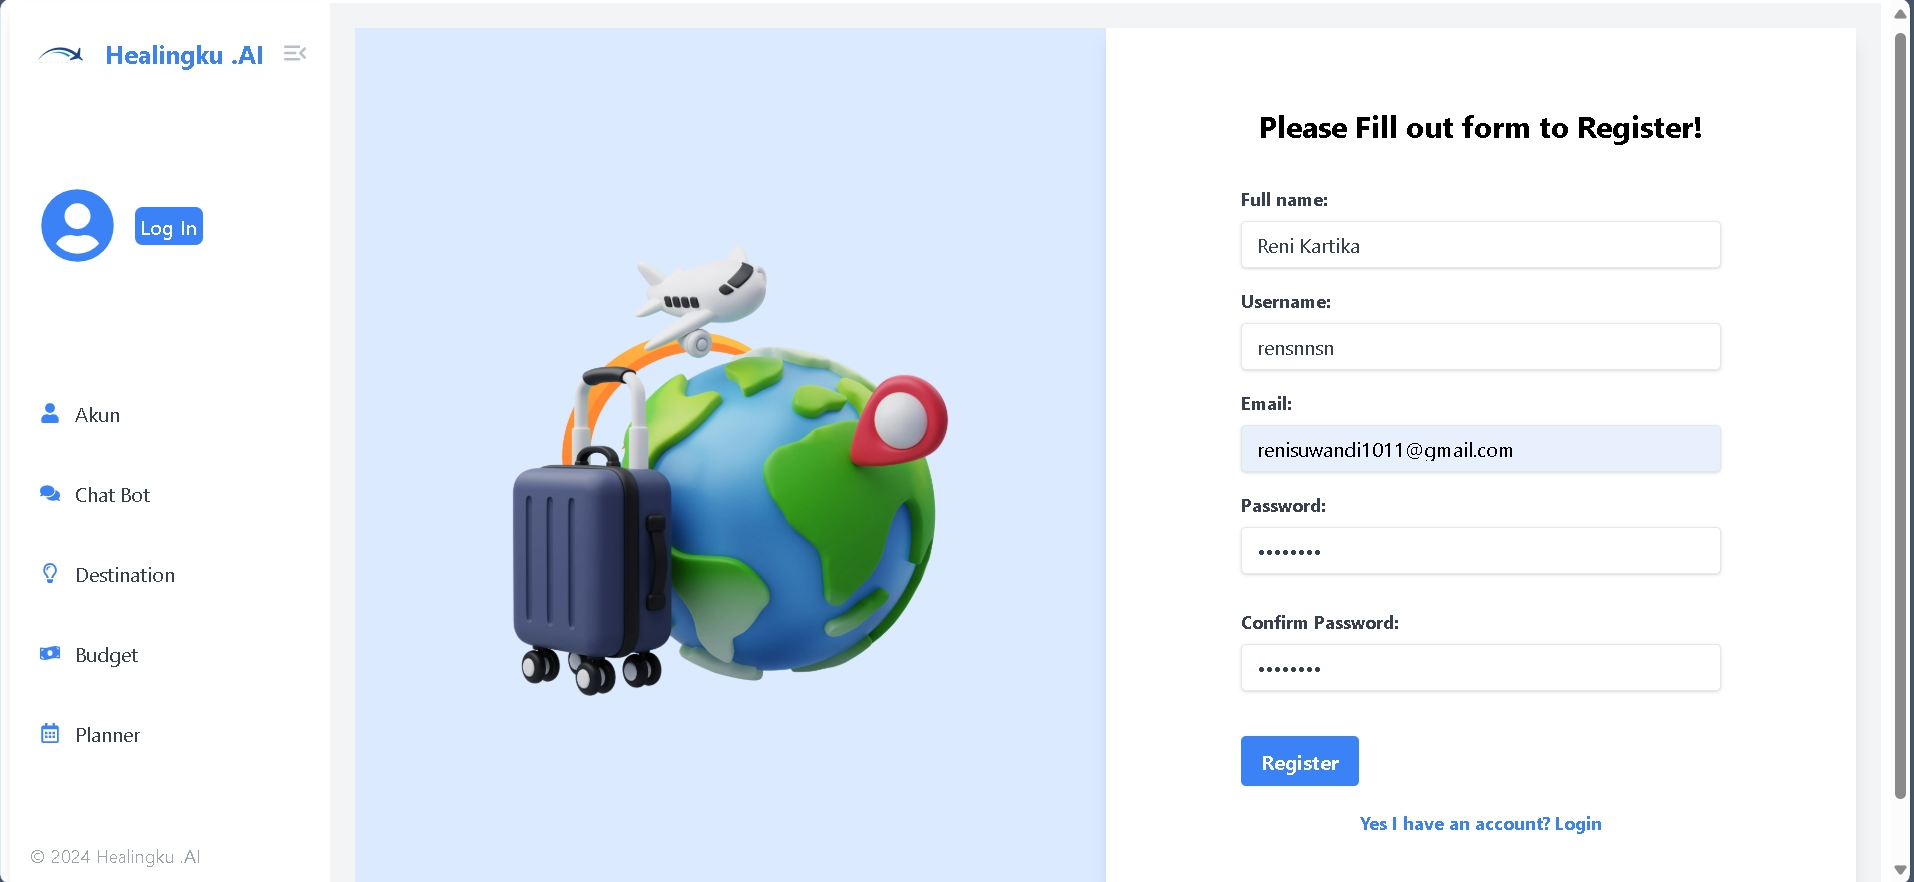 Healingku .AI
Log In
Akun
Chat Bot
Destination
Budget
Planner
© 2024 Healingku .AI
Please Fill out form to Register!
Full name:
Reni Kartika
Username:
rensnnsn
Email:
renisuwandi1011@gmail.com
Password:
••••••••
Confirm Password:
••••••••
Register
Yes I have an account? Login